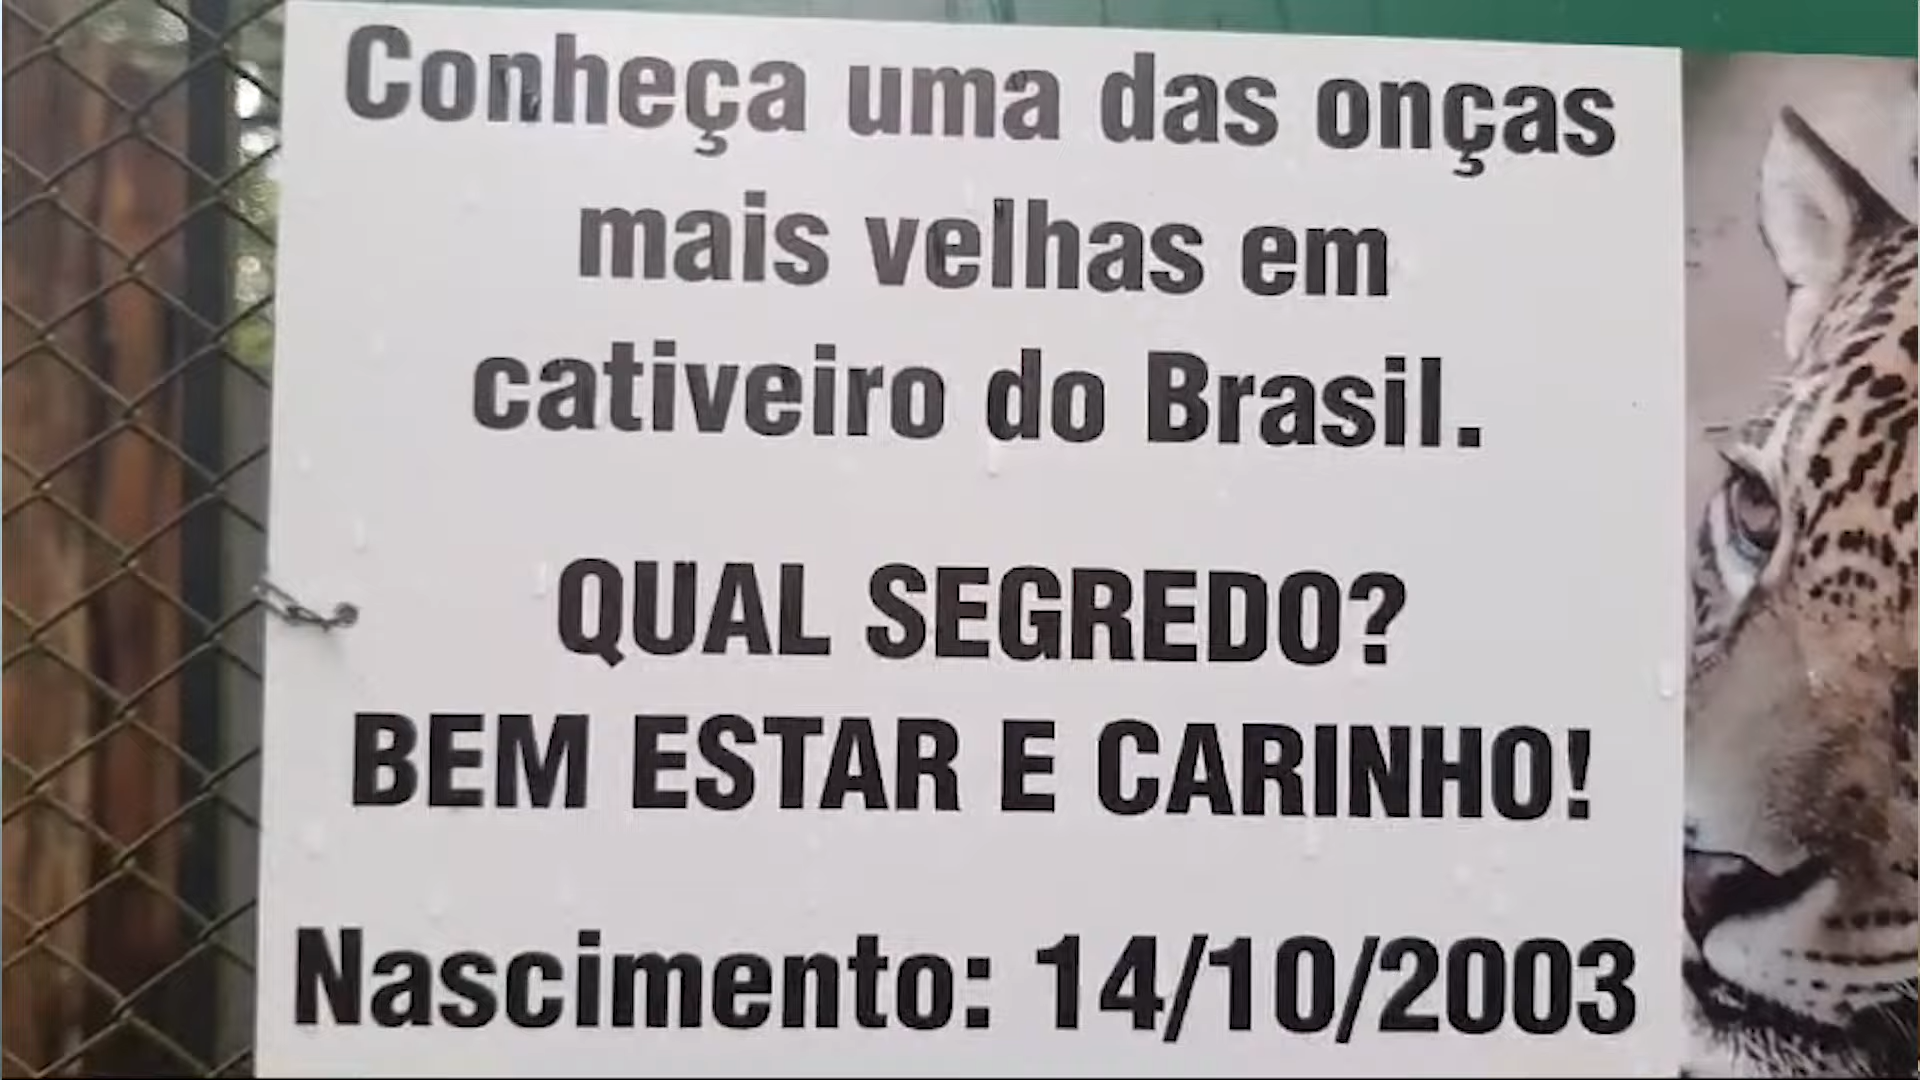 Conheça uma das onças
mais velhas em
cativeiro do Brasil.
QUAL SEGREDO?
BEM ESTAR E CARINHO!
Nascimento: 14/10/2003